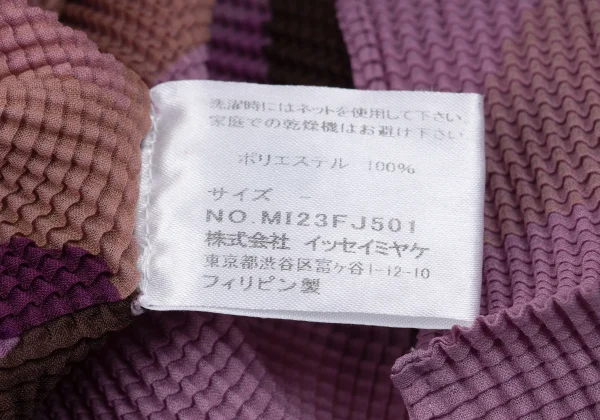 洗濯時にはネットを使用して下さい。
家庭での乾燥機はお避け下さい
ポリエステル 100%
サイズ -
NO.MI23FJ501
株式会社 イッセイミヤケ
東京都渋谷区富ヶ谷1-12-10
フィリピン製